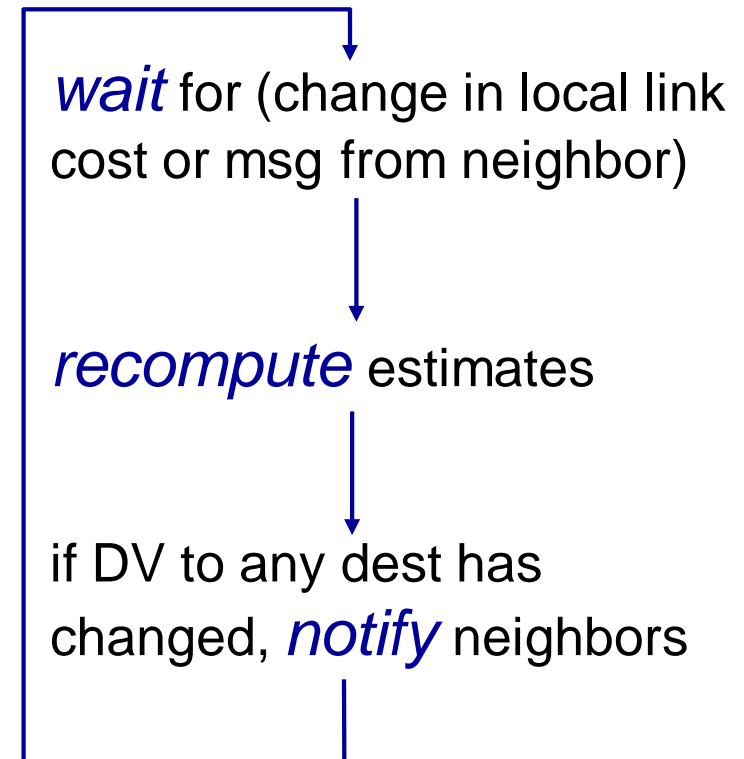 wait for (change in local link
cost or msg from neighbor)
recompute estimates
if DV to any dest has
changed, notify neighbors